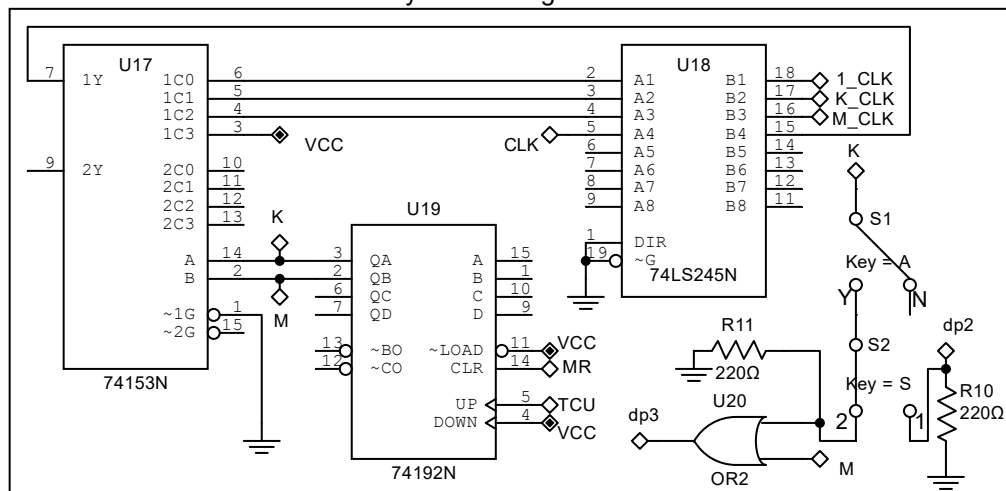 U17
7 1Y
1C0 6
1C1 5
1C2 4
1C3 3
VCC
9 2Y
2C0 10
2C1 11
2C2 12
2C3 13
A 14
B 2
~1G 1
~2G 15
74153N
K
M
U19
3 QA
2 QB
6 QC
7 QD
13 ~BO
12 ~CO
A 15
B 1
C 10
D 9
~LOAD 11 VCC
CLR 14 MR
UP 5 TCU
DOWN 4 VCC
74192N
U18
2 A1
3 A2
4 A3
CLK 5 A4
6 A5
7 A6
8 A7
9 A8
1 DIR
19 ~G
B1 18 1_CLK
B2 17 K_CLK
B3 16 M_CLK
B4 15
B5 14
B6 13
B7 12
B8 11
74LS245N
K
S1
Key = A
Y N
S2
Key = S
2 1
dp2
R10
220Ω
R11
220Ω
U20
dp3
OR2
M